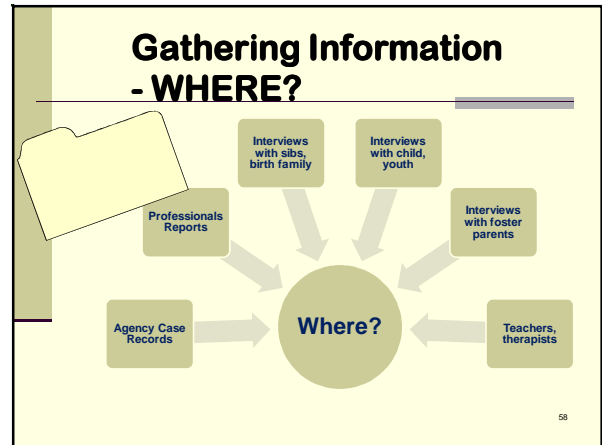 Gathering Information
- WHERE?
Interviews
with sibs,
birth family
Interviews
with child,
youth
Professionals
Reports
Interviews
with foster
parents
Agency Case
Records
Where?
Teachers,
therapists
58